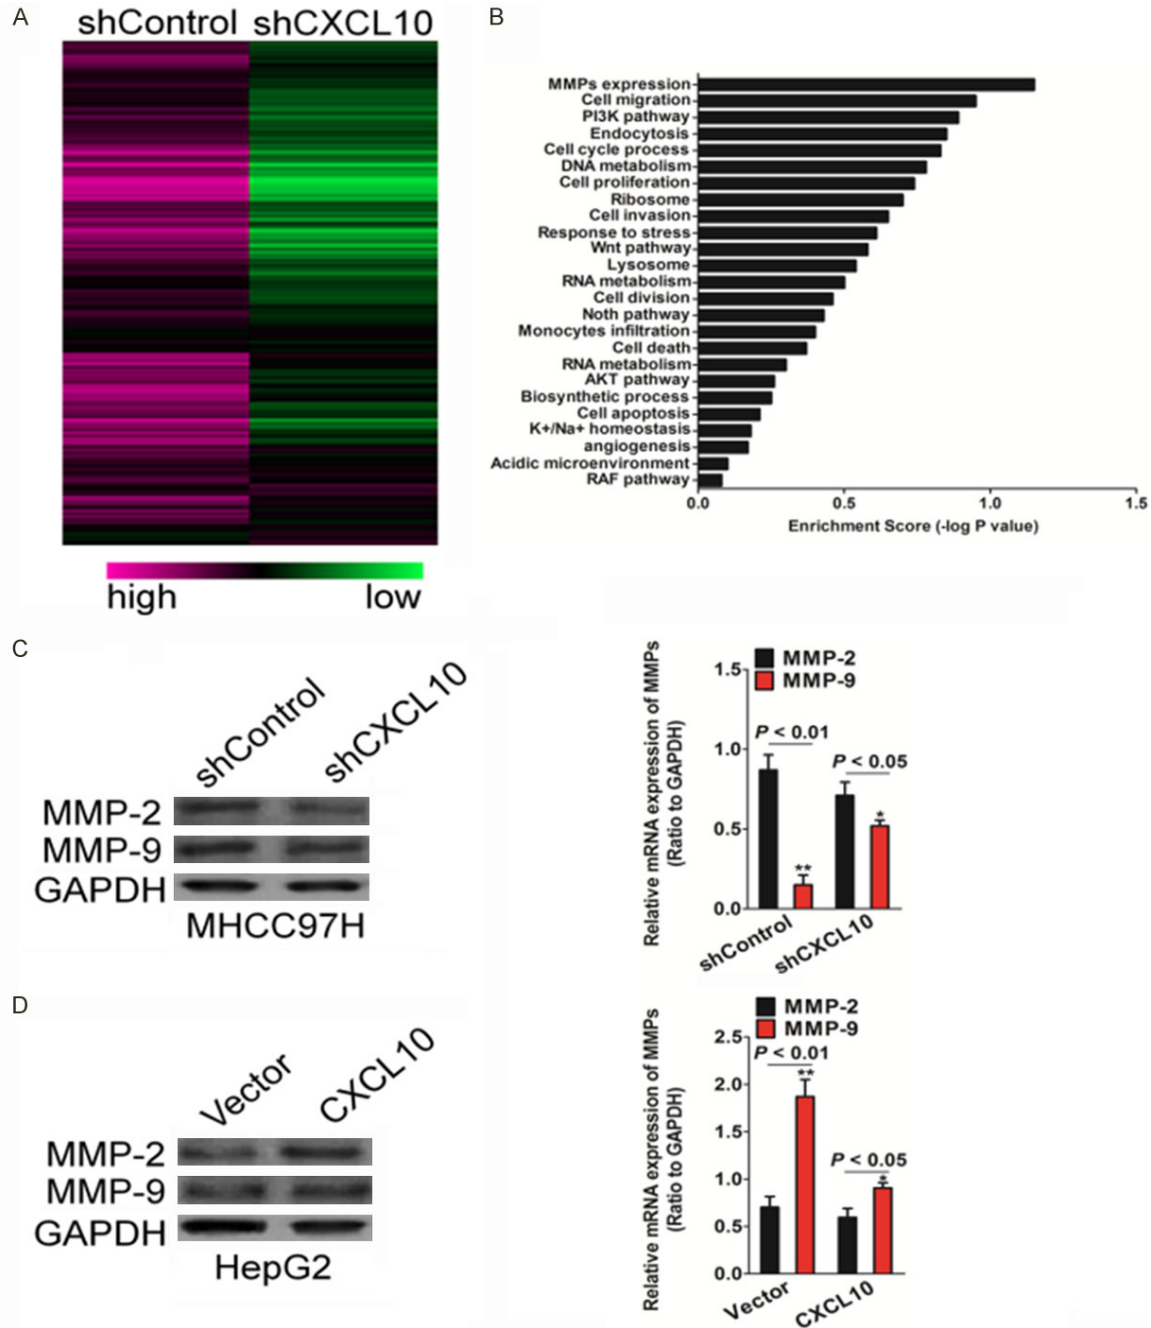 A
shControl shCXCL10
high low
B
MMPs expression
Cell migration
PI3K pathway
Endocytosis
Cell cycle process
DNA metabolism
Cell proliferation
Ribosome
Cell invasion
Response to stress
Wnt pathway
Lysosome
RNA metabolism
Cell division
Noth pathway
Monocytes infiltration
Cell death
RNA metabolism
AKT pathway
Biosynthetic process
Cell apoptosis
K+/Na+ homeostasis
angiogenesis
Acidic microenvironment
RAF pathway
0.0 0.5 1.0 1.5
Enrichment Score (-log P value)
C
shControl shCXCL10
MMP-2
MMP-9
GAPDH
MHCC97H
Relative mRNA expression of MMPs
(Ratio to GAPDH)
MMP-2
MMP-9
1.5
1.0
0.5
0.0
P < 0.01
P < 0.05
**
*
shControl shCXCL10
D
Vector CXCL10
MMP-2
MMP-9
GAPDH
HepG2
Relative mRNA expression of MMPs
(Ratio to GAPDH)
MMP-2
MMP-9
2.5
2.0
1.5
1.0
0.5
0.0
P < 0.01
**
P < 0.05
*
Vector CXCL10